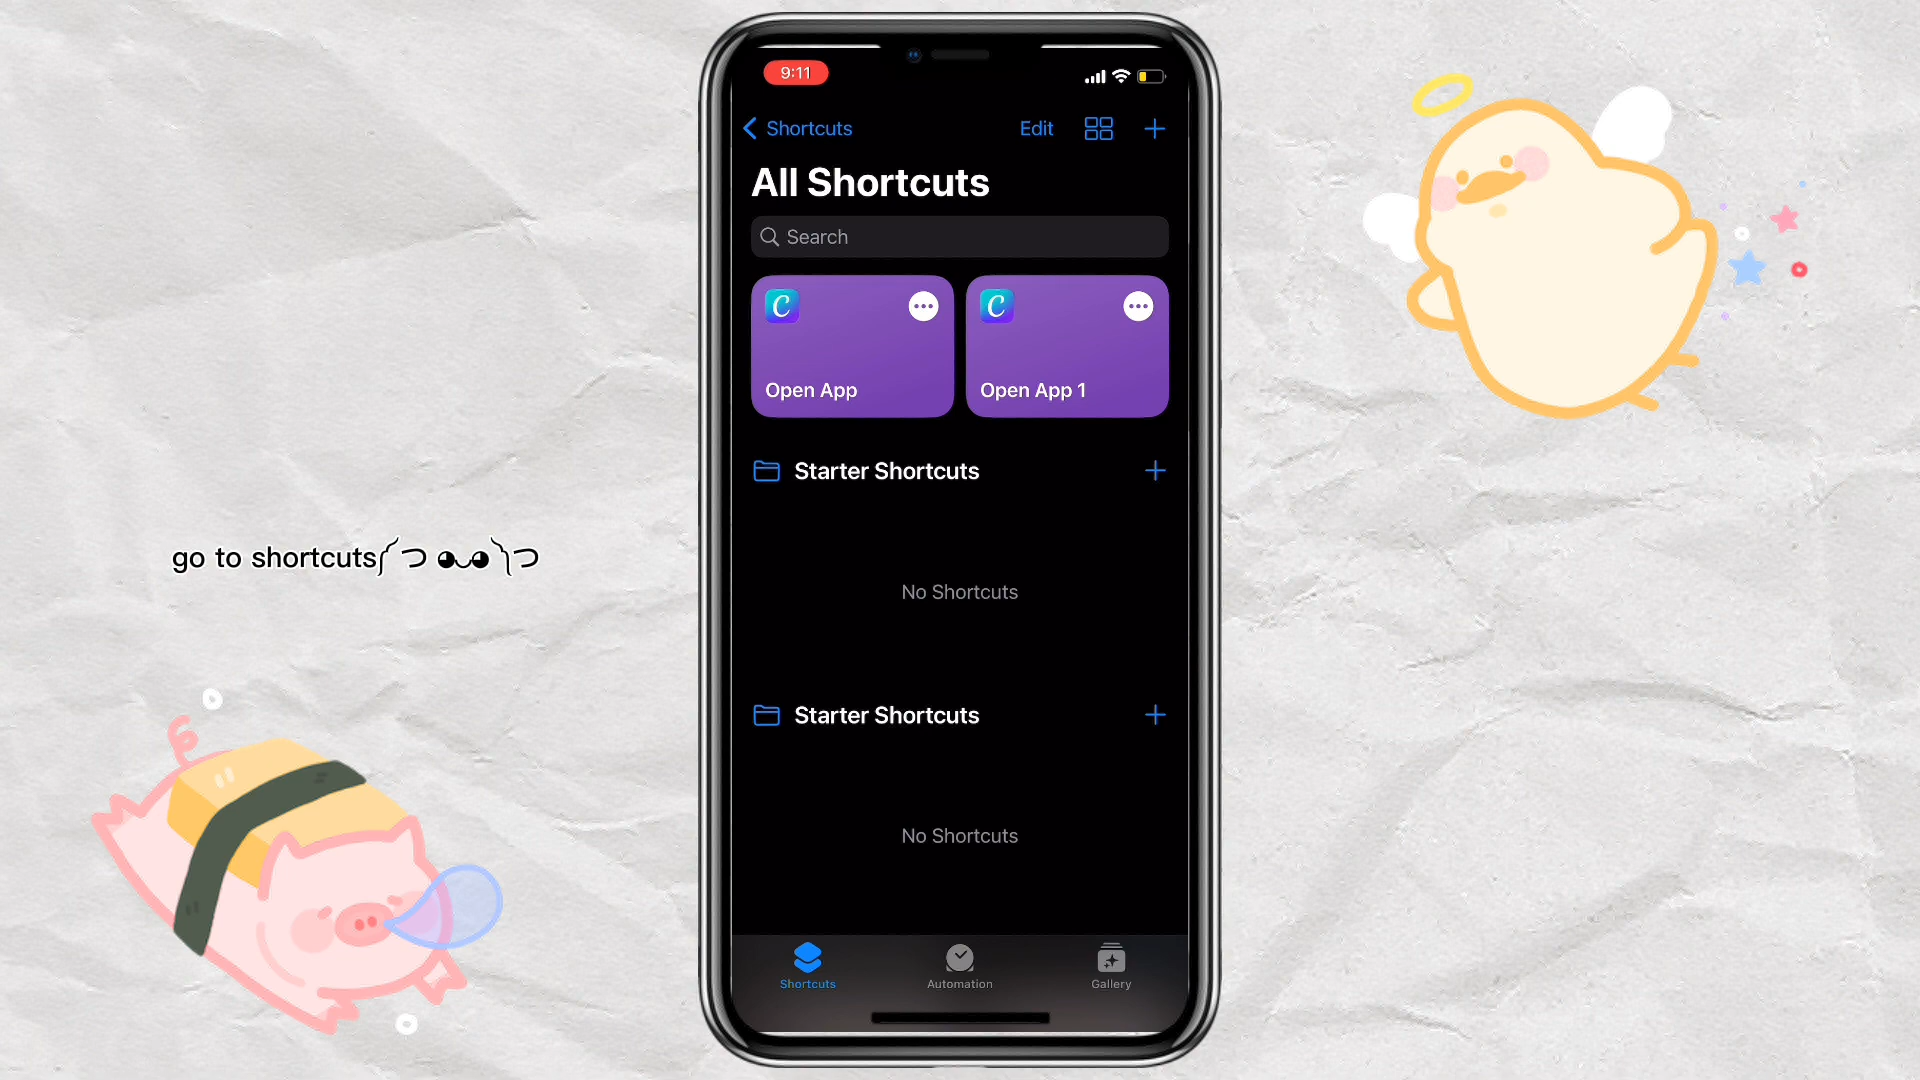 9:11
Shortcuts
Edit
All Shortcuts
Search
C
C
Open App
Open App 1
Starter Shortcuts
No Shortcuts
go to shortcuts༼ つ ◕◡◕ ༽つ
Starter Shortcuts
No Shortcuts
Shortcuts
Automation
Gallery